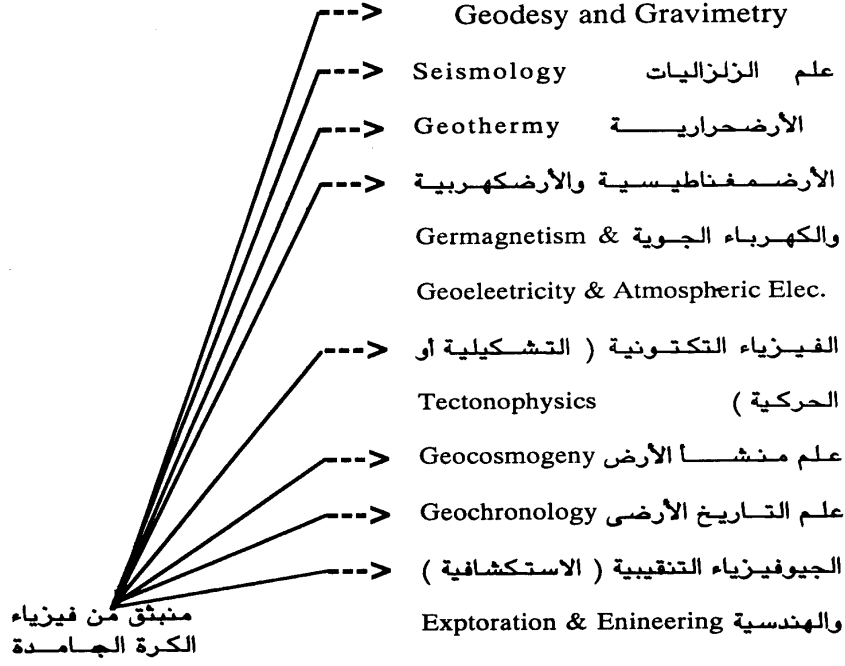 ---> Geodesy and Gravimetry
---> Seismology علم الزلزاليات
---> Geothermy الأرضحرارية
---> الأرضمغناطيسية والأرضكهربية
والكهرباء الجوية Germagnetism &
Geoeleetricity & Atmospheric Elec.
---> الفيزياء التكتونية ( التشكيلية أو
الحركية ) Tectonophysics
---> علم منشأ الأرض Geocosmogeny
---> علم التاريخ الأرضى Geochronology
---> الجيوفيزياء التنقيبية ( الاستكشافية )
والهندسية Exptoration & Enineering
منبثق من فيزياء
الكرة الجامدة